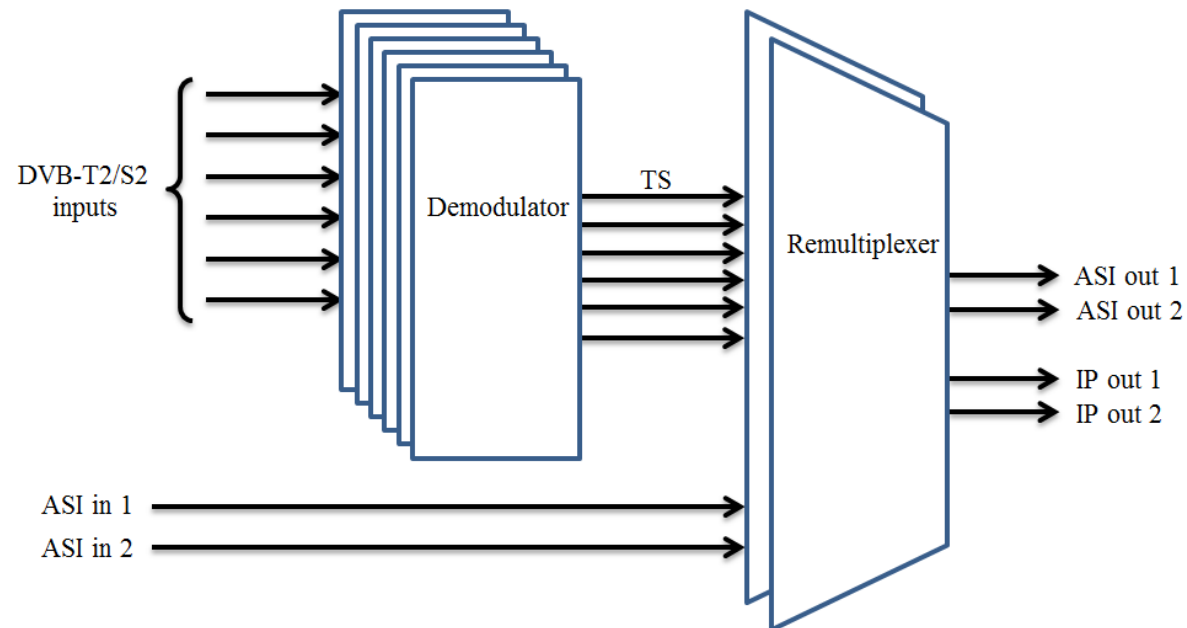 DVB-T2/S2
inputs
Demodulator
TS
Remultiplexer
ASI out 1
ASI out 2
IP out 1
IP out 2
ASI in 1
ASI in 2